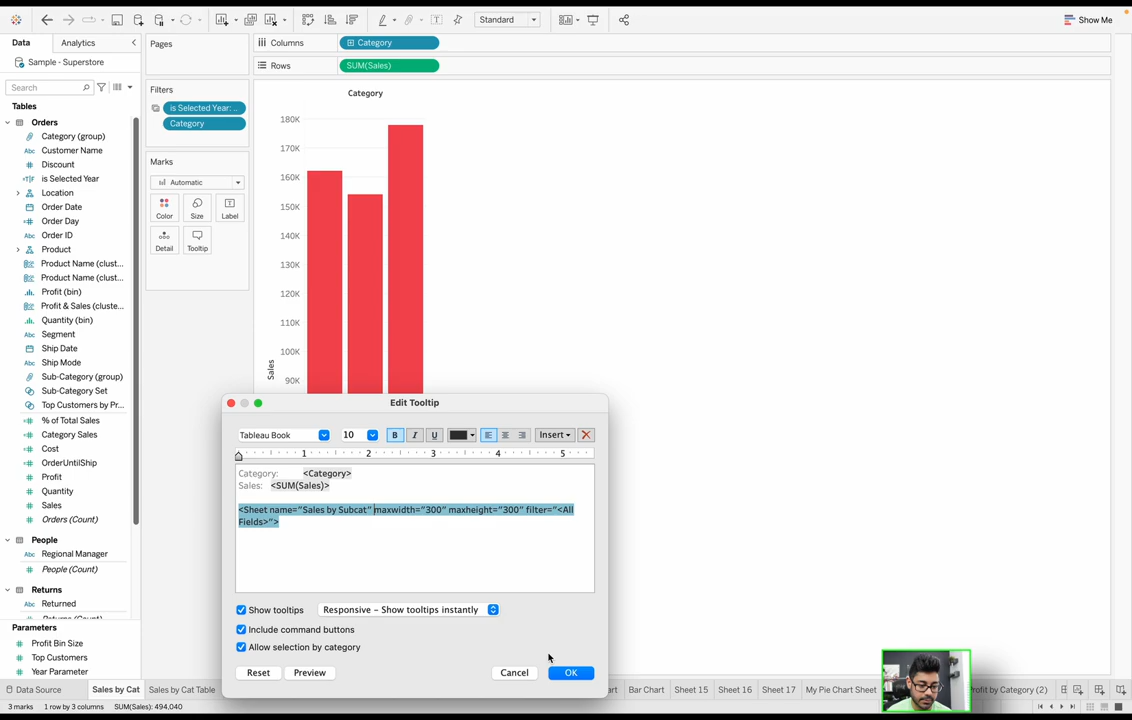 Standard
Show Me
Data
Analytics
Sample - Superstore
Search
Tables
Orders
Category (group)
Customer Name
Discount
is Selected Year
Location
Order Date
Order Day
Order ID
Product
Product Name (clust...
Product Name (clust...
Profit (bin)
Profit & Sales (cluste...
Quantity (bin)
Segment
Ship Date
Ship Mode
Sub-Category (group)
Sub-Category Set
Top Customers by Pr...
% of Total Sales
Category Sales
Cost
OrderUntilShip
Profit
Quantity
Sales
Orders (Count)
People
Regional Manager
People (Count)
Returns
Returned
Returns (Count)
Parameters
Profit Bin Size
Top Customers
Year Parameter
Pages
Filters
is Selected Year: ..
Category
Marks
Automatic
Color
Size
Label
Detail
Tooltip
Columns
Category
Rows
SUM(Sales)
Category
180K
170K
160K
150K
140K
130K
120K
110K
100K
90K
Sales
Edit Tooltip
Tableau Book
10
B I U
Insert
1 2 3 4 5
Category: <Category>
Sales: <SUM(Sales)>
<Sheet name="Sales by Subcat" maxwidth="300" maxheight="300" filter="<All
Fields>">
Show tooltips
Responsive – Show tooltips instantly
Include command buttons
Allow selection by category
Reset
Preview
Cancel
OK
Data Source
Sales by Cat
Sales by Cat Table
Bar Chart
Sheet 15
Sheet 16
Sheet 17
My Pie Chart Sheet
Profit by Category (2)
3 marks
1 row by 3 columns
SUM(Sales): 494,040